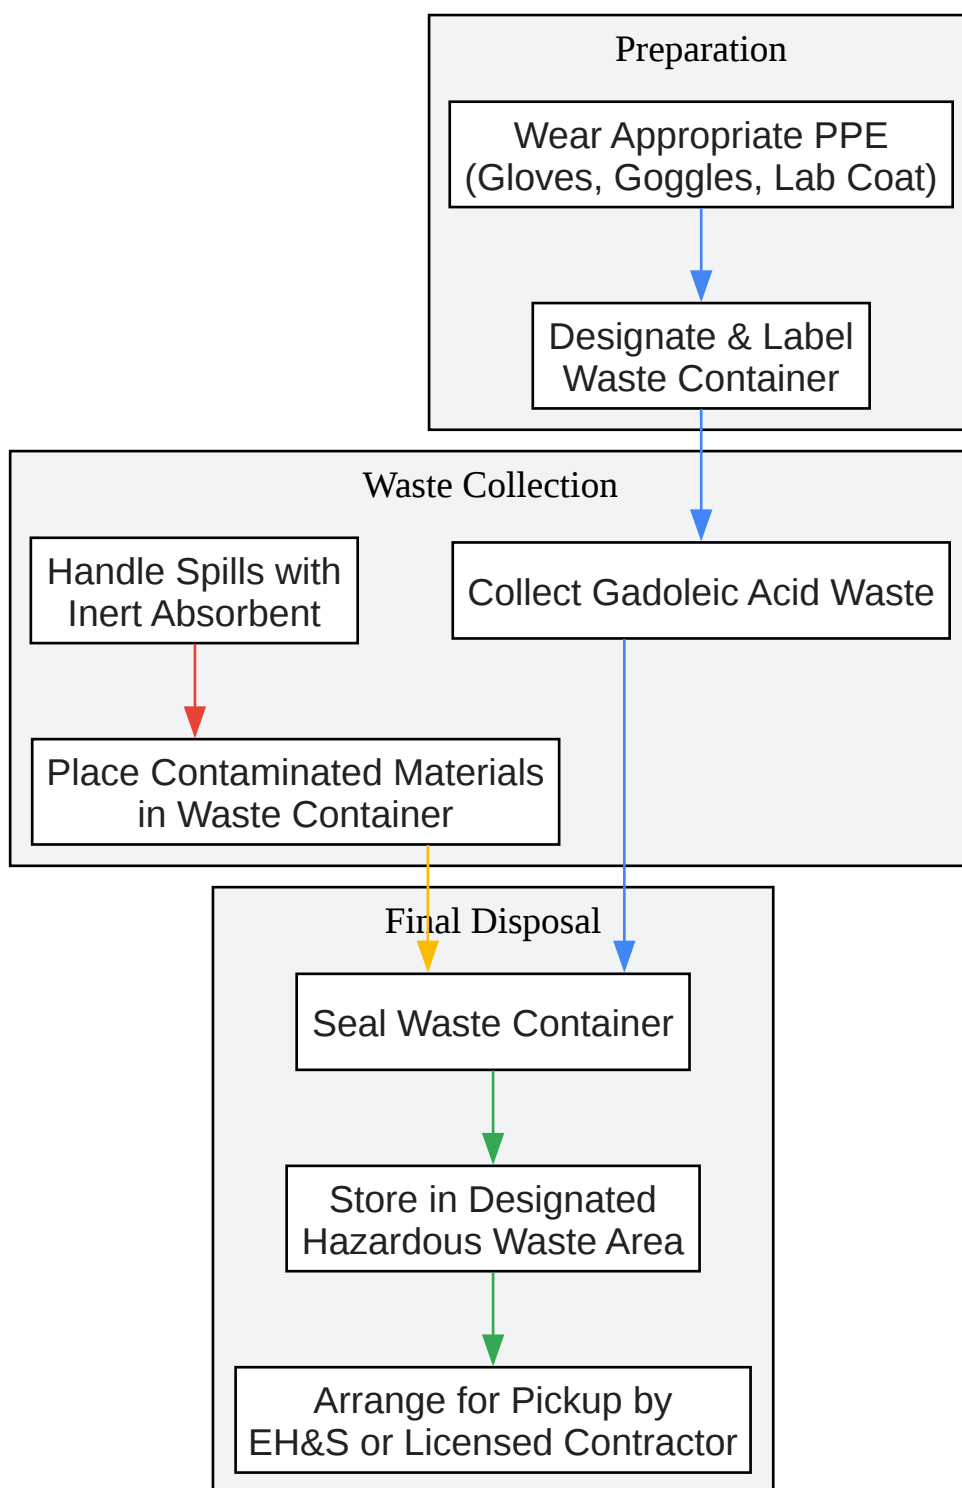 Preparation
Wear Appropriate PPE
(Gloves, Goggles, Lab Coat)
Designate & Label
Waste Container
Waste Collection
Handle Spills with
Inert Absorbent
Collect Gadoleic Acid Waste
Place Contaminated Materials
in Waste Container
Final Disposal
Seal Waste Container
Store in Designated
Hazardous Waste Area
Arrange for Pickup by
EH&S or Licensed Contractor